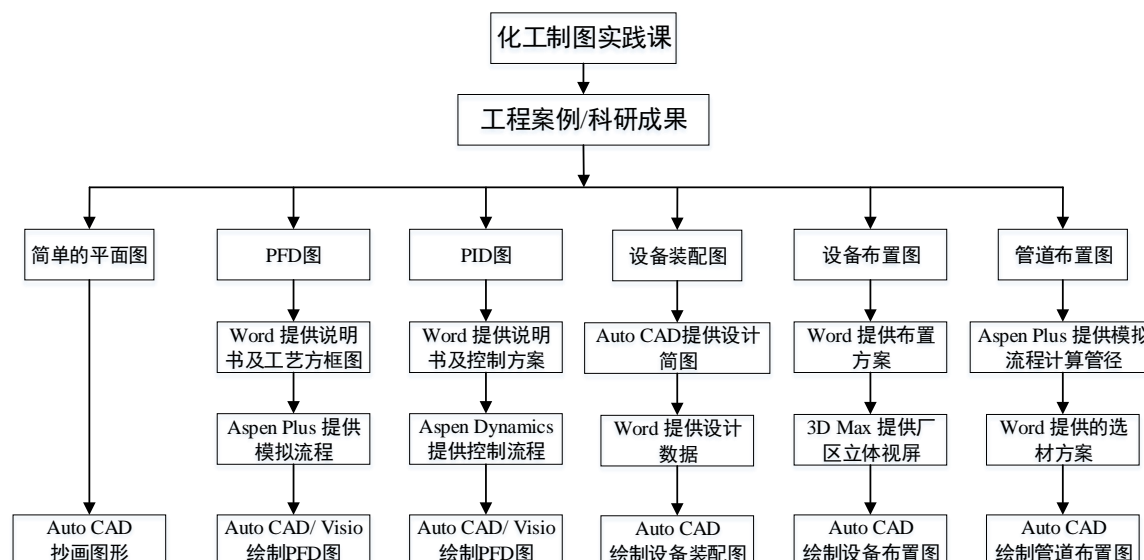 化工制图实践课
工程案例/科研成果
简单的平面图
PFD图
PID图
设备装配图
设备布置图
管道布置图
Word 提供说明
书及工艺方框图
Word 提供说明
书及控制方案
Auto CAD提供设计
简图
Word 提供布置
方案
Aspen Plus 提供模拟
流程计算管径
Aspen Plus 提供
模拟流程
Aspen Dynamics
提供控制流程
Word 提供设计
数据
3D Max 提供厂
区立体视屏
Word 提供的选
材方案
Auto CAD
抄画图形
Auto CAD/ Visio
绘制PFD图
Auto CAD/ Visio
绘制PFD图
Auto CAD
绘制设备装配图
Auto CAD
绘制设备布置图
Auto CAD
绘制管道布置图